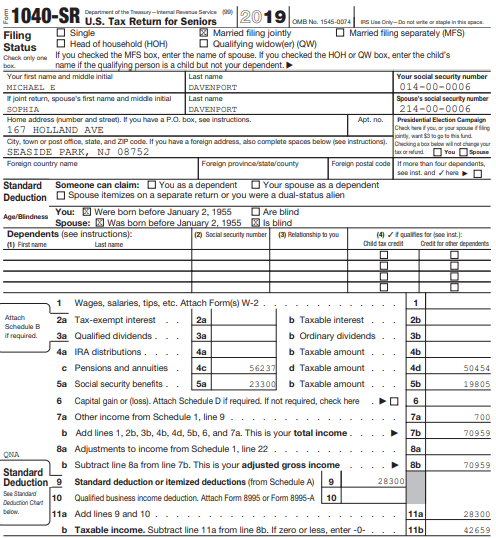 Form 1040-SR Department of the Treasury—Internal Revenue Service (99) U.S. Tax Return for Seniors 2019 OMB No. 1545-0074 IRS Use Only—Do not write or staple in this space.
Filing Status Check only one box.
☐ Single ☒ Married filing jointly ☐ Married filing separately (MFS)
☐ Head of household (HOH) ☐ Qualifying widow(er) (QW)
If you checked the MFS box, enter the name of spouse. If you checked the HOH or QW box, enter the child's
name if the qualifying person is a child but not your dependent. ▶
Your first name and middle initial Last name Your social security number
MICHAEL E DAVENPORT 014-00-0006
If joint return, spouse's first name and middle initial Last name Spouse's social security number
SOPHIA DAVENPORT 214-00-0006
Home address (number and street). If you have a P.O. box, see instructions. Apt. no. Presidential Election Campaign
167 HOLLAND AVE
Check here if you, or your spouse if filing
jointly, want $3 to go to this fund.
Checking a box below will not change your
tax or refund. ☐ You ☐ Spouse
City, town or post office, state, and ZIP code. If you have a foreign address, also complete spaces below (see instructions).
SEASIDE PARK, NJ 08752
Foreign country name Foreign province/state/county Foreign postal code If more than four dependents,
see inst. and ✓ here ▶ ☐
Standard Deduction
Someone can claim: ☐ You as a dependent ☐ Your spouse as a dependent
☐ Spouse itemizes on a separate return or you were a dual-status alien
Age/Blindness
You: ☒ Were born before January 2, 1955 ☐ Are blind
Spouse: ☒ Was born before January 2, 1955 ☒ Is blind
Dependents (see instructions): (2) Social security number (3) Relationship to you (4) ✓ if qualifies for (see inst.):
(1) First name Last name Child tax credit Credit for other dependents
☐ ☐
☐ ☐
☐ ☐
☐ ☐
Attach Schedule B if required.
1 Wages, salaries, tips, etc. Attach Form(s) W-2 . . 1
2a Tax-exempt interest . . 2a b Taxable interest . . . 2b
3a Qualified dividends . . . 3a b Ordinary dividends . . . 3b
4a IRA distributions . . . 4a b Taxable amount . . . 4b
c Pensions and annuities . 4c 56237 d Taxable amount . . . 4d 50454
5a Social security benefits . . 5a 23300 b Taxable amount . . . 5b 19805
6 Capital gain or (loss). Attach Schedule D if required. If not required, check here . ▶ ☐ 6
7a Other income from Schedule 1, line 9 . . . 7a 700
b Add lines 1, 2b, 3b, 4b, 4d, 5b, 6, and 7a. This is your total income . . ▶ 7b 70959
8a Adjustments to income from Schedule 1, line 22 . . . 8a
b Subtract line 8a from line 7b. This is your adjusted gross income . . ▶ 8b 70959
QNA
Standard Deduction
See Standard Deduction Chart below.
9 Standard deduction or itemized deductions (from Schedule A) 9 28300
10 Qualified business income deduction. Attach Form 8995 or Form 8995-A 10
11a Add lines 9 and 10 . . . 11a 28300
b Taxable income. Subtract line 11a from line 8b. If zero or less, enter -0- . . . 11b 42659